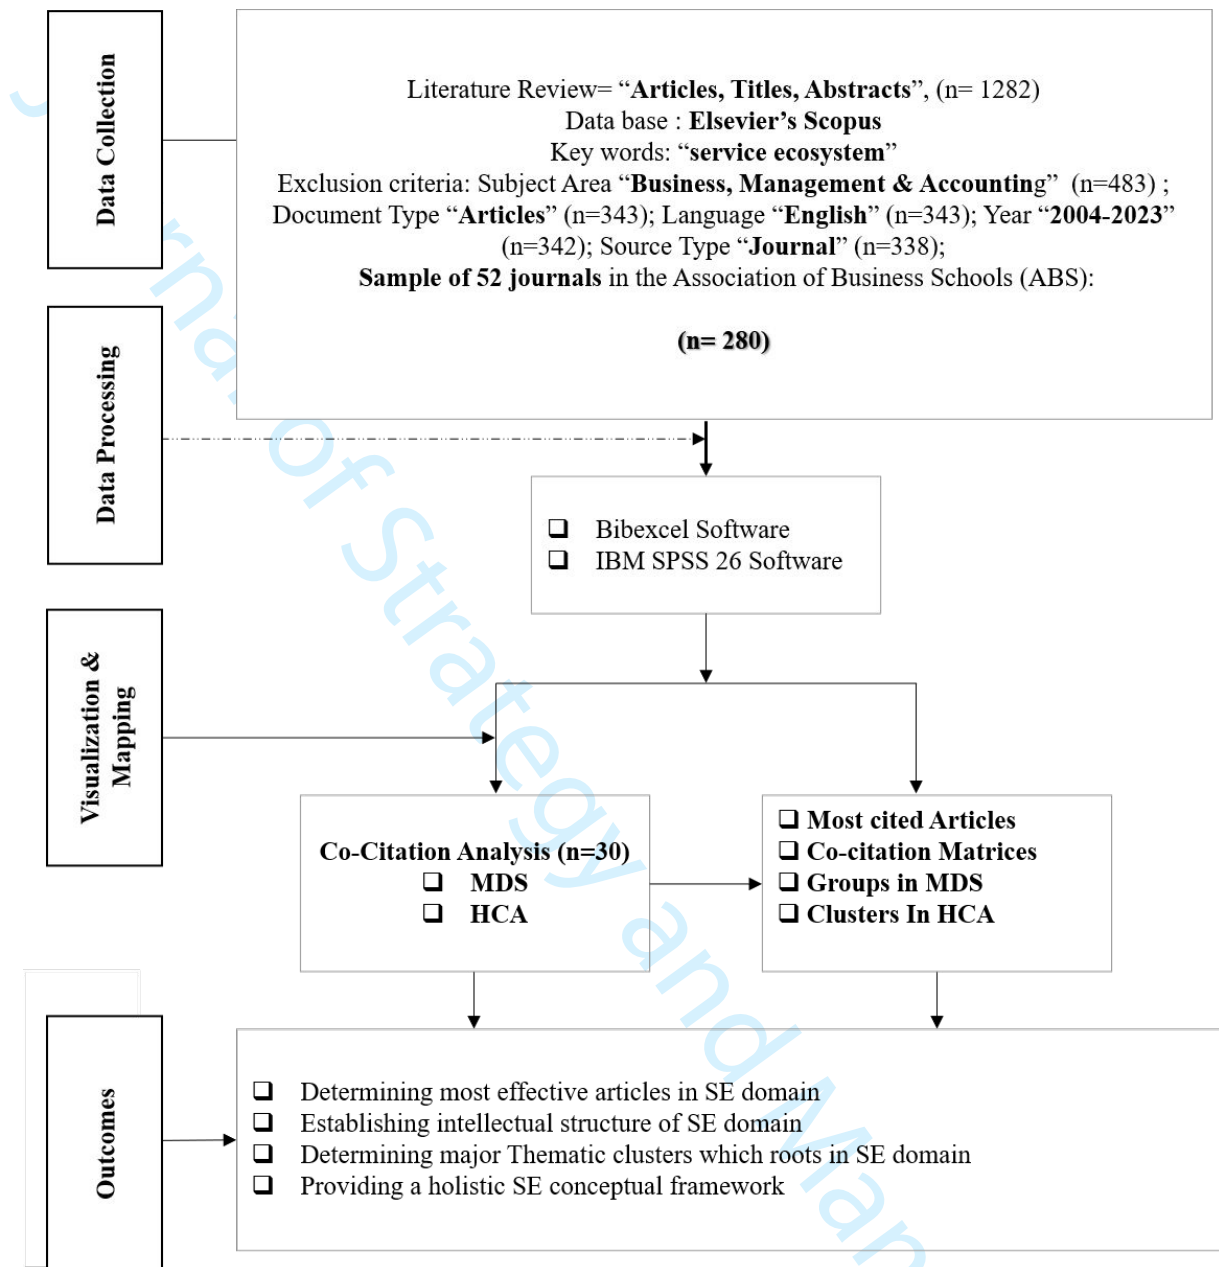 Data Collection
Literature Review= “Articles, Titles, Abstracts”, (n= 1282)
Data base : Elsevier’s Scopus
Key words: “service ecosystem”
Exclusion criteria: Subject Area “Business, Management & Accounting” (n=483) ;
Document Type “Articles” (n=343); Language “English” (n=343); Year “2004-2023”
(n=342); Source Type “Journal” (n=338);
Sample of 52 journals in the Association of Business Schools (ABS):
(n= 280)
Data Processing
❑ Bibexcel Software
❑ IBM SPSS 26 Software
Visualization &
Mapping
Co-Citation Analysis (n=30)
❑ MDS
❑ HCA
❑ Most cited Articles
❑ Co-citation Matrices
❑ Groups in MDS
❑ Clusters In HCA
Outcomes
❑ Determining most effective articles in SE domain
❑ Establishing intellectual structure of SE domain
❑ Determining major Thematic clusters which roots in SE domain
❑ Providing a holistic SE conceptual framework
of Strategy and